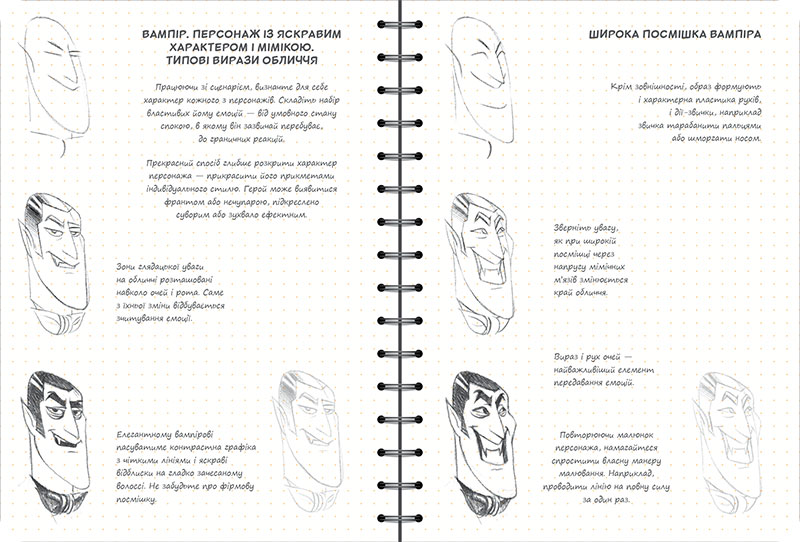 ВАМПІР. ПЕРСОНАЖ ІЗ ЯСКРАВИМ
ХАРАКТЕРОМ І МІМІКОЮ.
ТИПОВІ ВИРАЗИ ОБЛИЧЧЯ
Працюючи зі сценарієм, визначте для себе
характер кожного з персонажів. Складіть набір
властивих йому емоцій — від умовного стану
спокою, в якому він зазвичай перебуває,
до граничних реакцій.
Прекрасний спосіб глибше розкрити характер
персонажа — прикрасити його прикметами
індивідуального стилю. Герой може виявитися
франтом або нечупарою, підкреслено
суворим або зухвало ефектним.
Зони глядацької уваги
на обличчі розташовані
навколо очей і рота. Саме
з їхньої зміни відбувається
зчитування емоції.
Елегантному вампірові
пасуватиме контрастна графіка
з чіткими лініями і яскраві
відблиски на гладко зачесаному
волоссі. Не забудьте про фірмову
посмішку.
ШИРОКА ПОСМІШКА ВАМПІРА
Крім зовнішності, образ формують
і характерна пластика рухів,
і дії-звички, наприклад
звичка тарабанити пальцями
або шморгати носом.
Зверніть увагу,
як при широкій
посмішці через
напругу мімічних
м'язів змінюється
край обличчя.
Вираз і рух очей —
найважливіший елемент
передавання емоцій.
Повторюючи малюнок
персонажа, намагайтеся
спростити власну манеру
малювання. Наприклад,
проводити лінію на повну силу
за один раз.